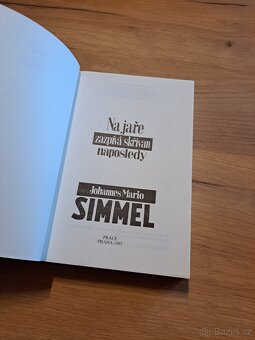 Na jaře
zazpívá skřivan
naposledy
Johannes Mario
SIMMEL
PRÁCE
PRAHA 1993
© Bazos.cz